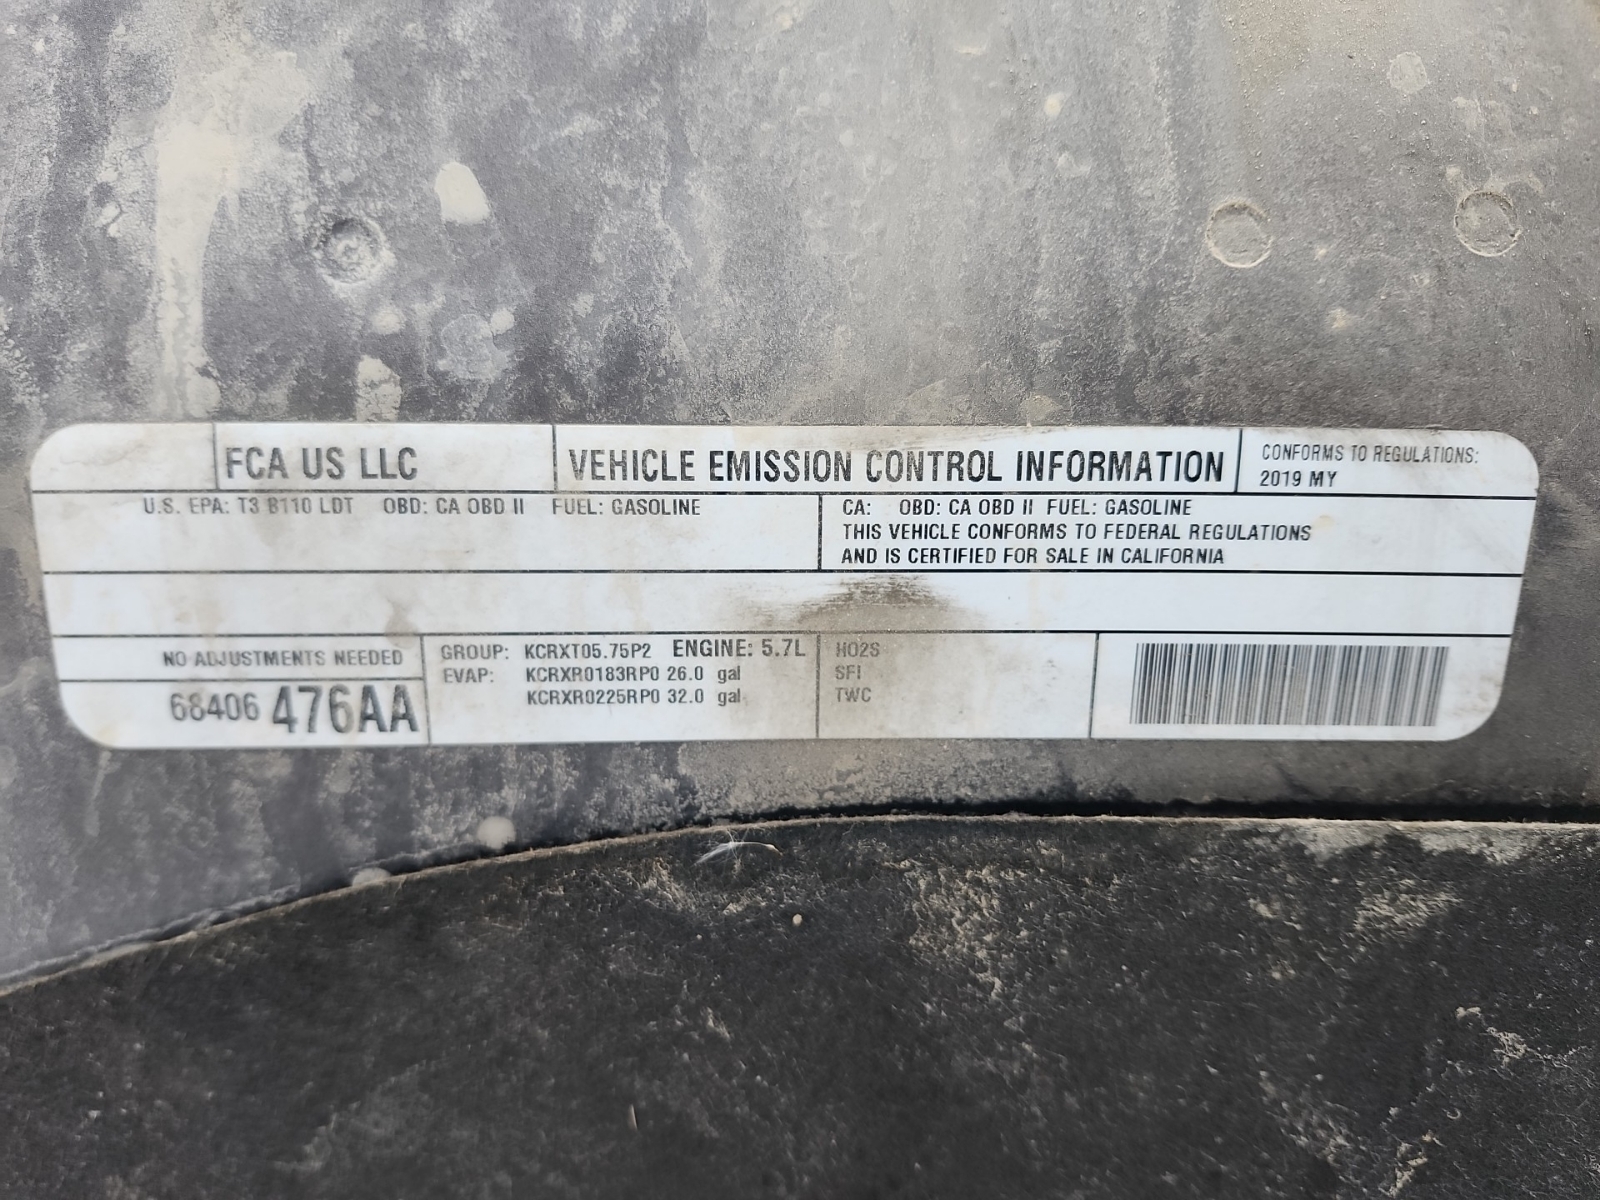 FCA US LLC
VEHICLE EMISSION CONTROL INFORMATION
CONFORMS TO REGULATIONS:
2019 MY
U.S. EPA: T3 B110 LDT OBD: CA OBD II FUEL: GASOLINE
CA: OBD: CA OBD II FUEL: GASOLINE
THIS VEHICLE CONFORMS TO FEDERAL REGULATIONS
AND IS CERTIFIED FOR SALE IN CALIFORNIA
NO ADJUSTMENTS NEEDED
68406 476AA
GROUP: KCRXT05.75P2 ENGINE: 5.7L
EVAP: KCRXR0183RP0 26.0 gal
KCRXR0225RP0 32.0 gal
HO2S
SFI
TWC